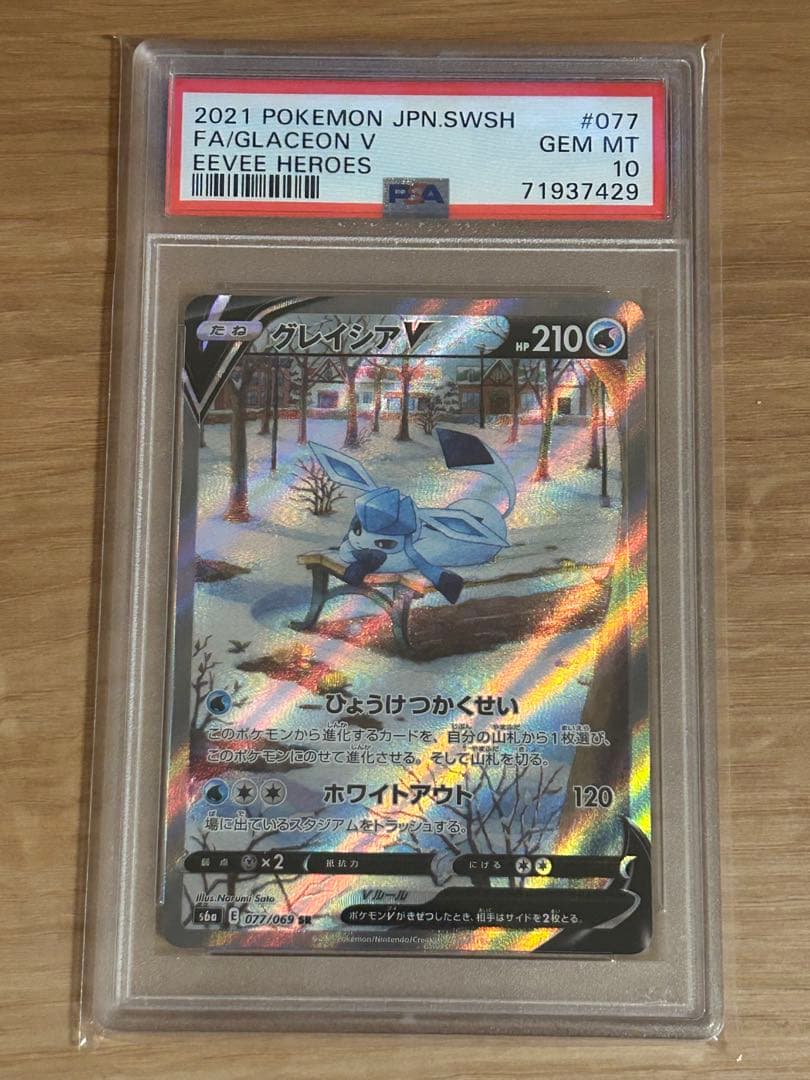 2021 POKEMON JPN.SWSH #077
FA/GLACEON V GEM MT
EEVEE HEROES 10
PSA 71937429
たね グレイシアV HP 210
ひょうけつかくせい
このポケモンから進化するカードを、自分の山札から1枚選び、
このポケモンにのせて進化させる。そして山札を切る。
ホワイトアウト 120
場に出ているスタジアムをトラッシュする。
弱点 ×2 抵抗力 にげる
Illus.Narumi Sato Vルール
s6a E 077/069 SR ポケモンVがきぜつしたとき、相手はサイドを2枚とる。